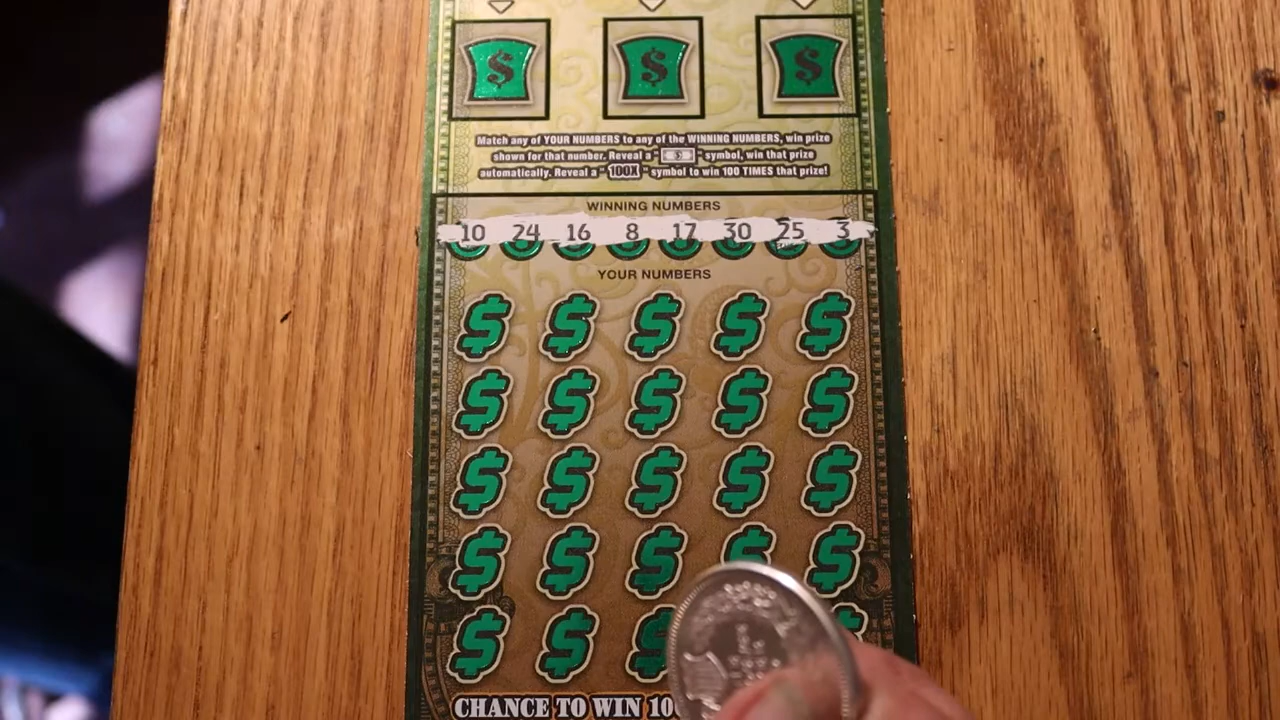 $ $ $
Match any of YOUR NUMBERS to any of the WINNING NUMBERS, win prize
shown for that number. Reveal a " " symbol, win that prize
automatically. Reveal a " 100X " symbol to win 100 TIMES that prize!
WINNING NUMBERS
10 24 16 8 17 30 25 3
YOUR NUMBERS
$ $ $ $ $
$ $ $ $ $
$ $ $ $ $
$ $ $ $ $
$ $ $
CHANCE TO WIN 10